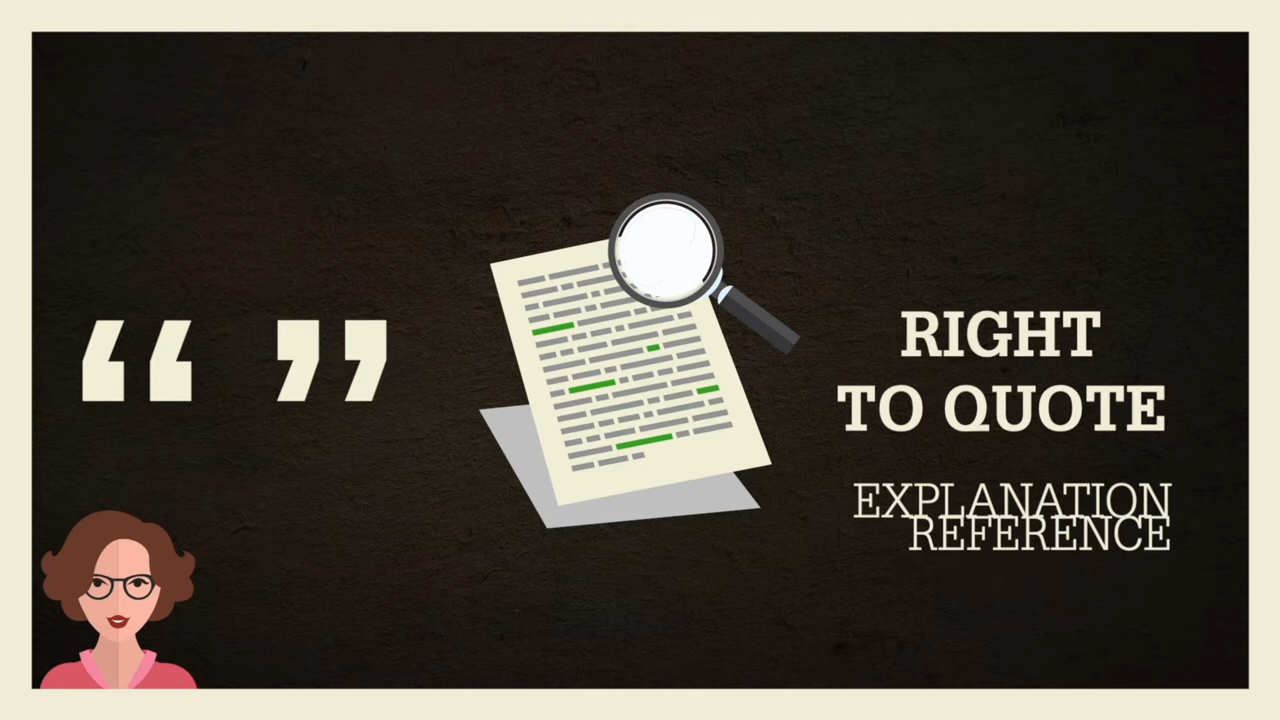 “ ”
RIGHT
TO QUOTE
EXPLANATION
REFERENCE